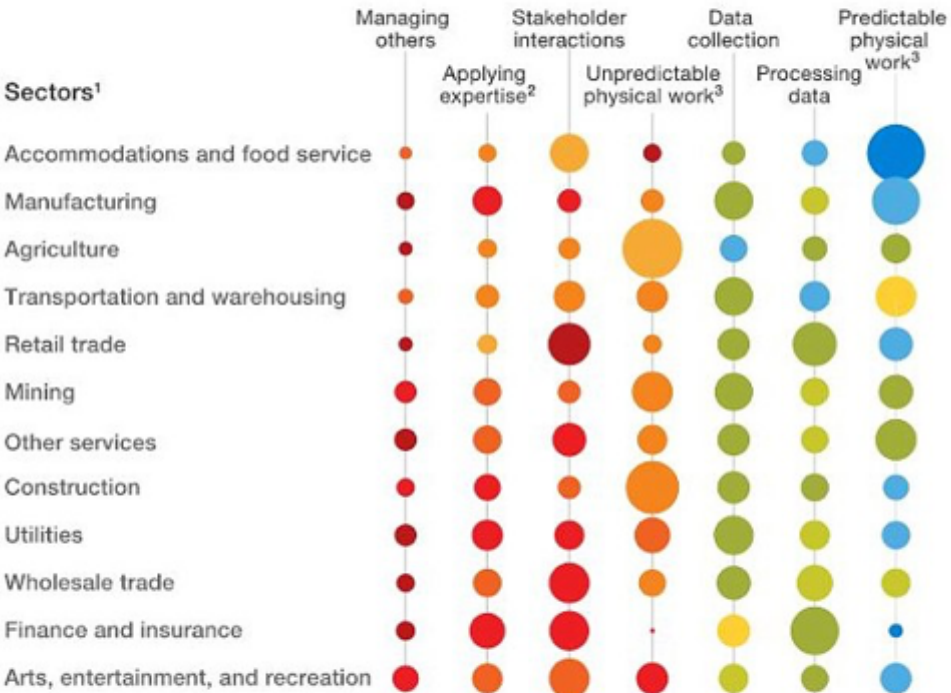 Managing
others
Stakeholder
interactions
Data
collection
Predictable
physical
work³
Applying
expertise²
Unpredictable
physical work³
Processing
data
Sectors¹
Accommodations and food service
Manufacturing
Agriculture
Transportation and warehousing
Retail trade
Mining
Other services
Construction
Utilities
Wholesale trade
Finance and insurance
Arts, entertainment, and recreation